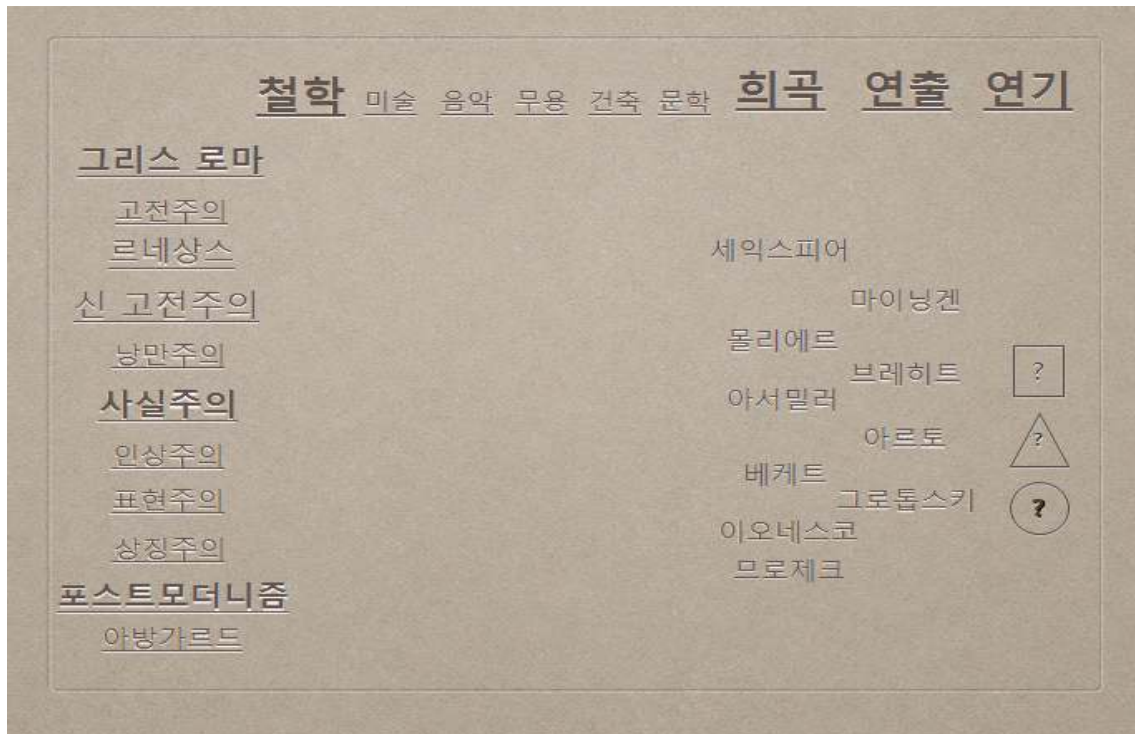 철학 미술 음악 무용 건축 문학 희곡 연출 연기
그리스 로마
고전주의
르네상스 세익스피어
신 고전주의 마이닝겐
몰리에르
낭만주의 브레히트 ?
사실주의 아서밀러
아르토 ?
인상주의 베케트
표현주의 그로톱스키 ?
이오네스코
상징주의 므로제크
포스트모더니즘
아방가르드